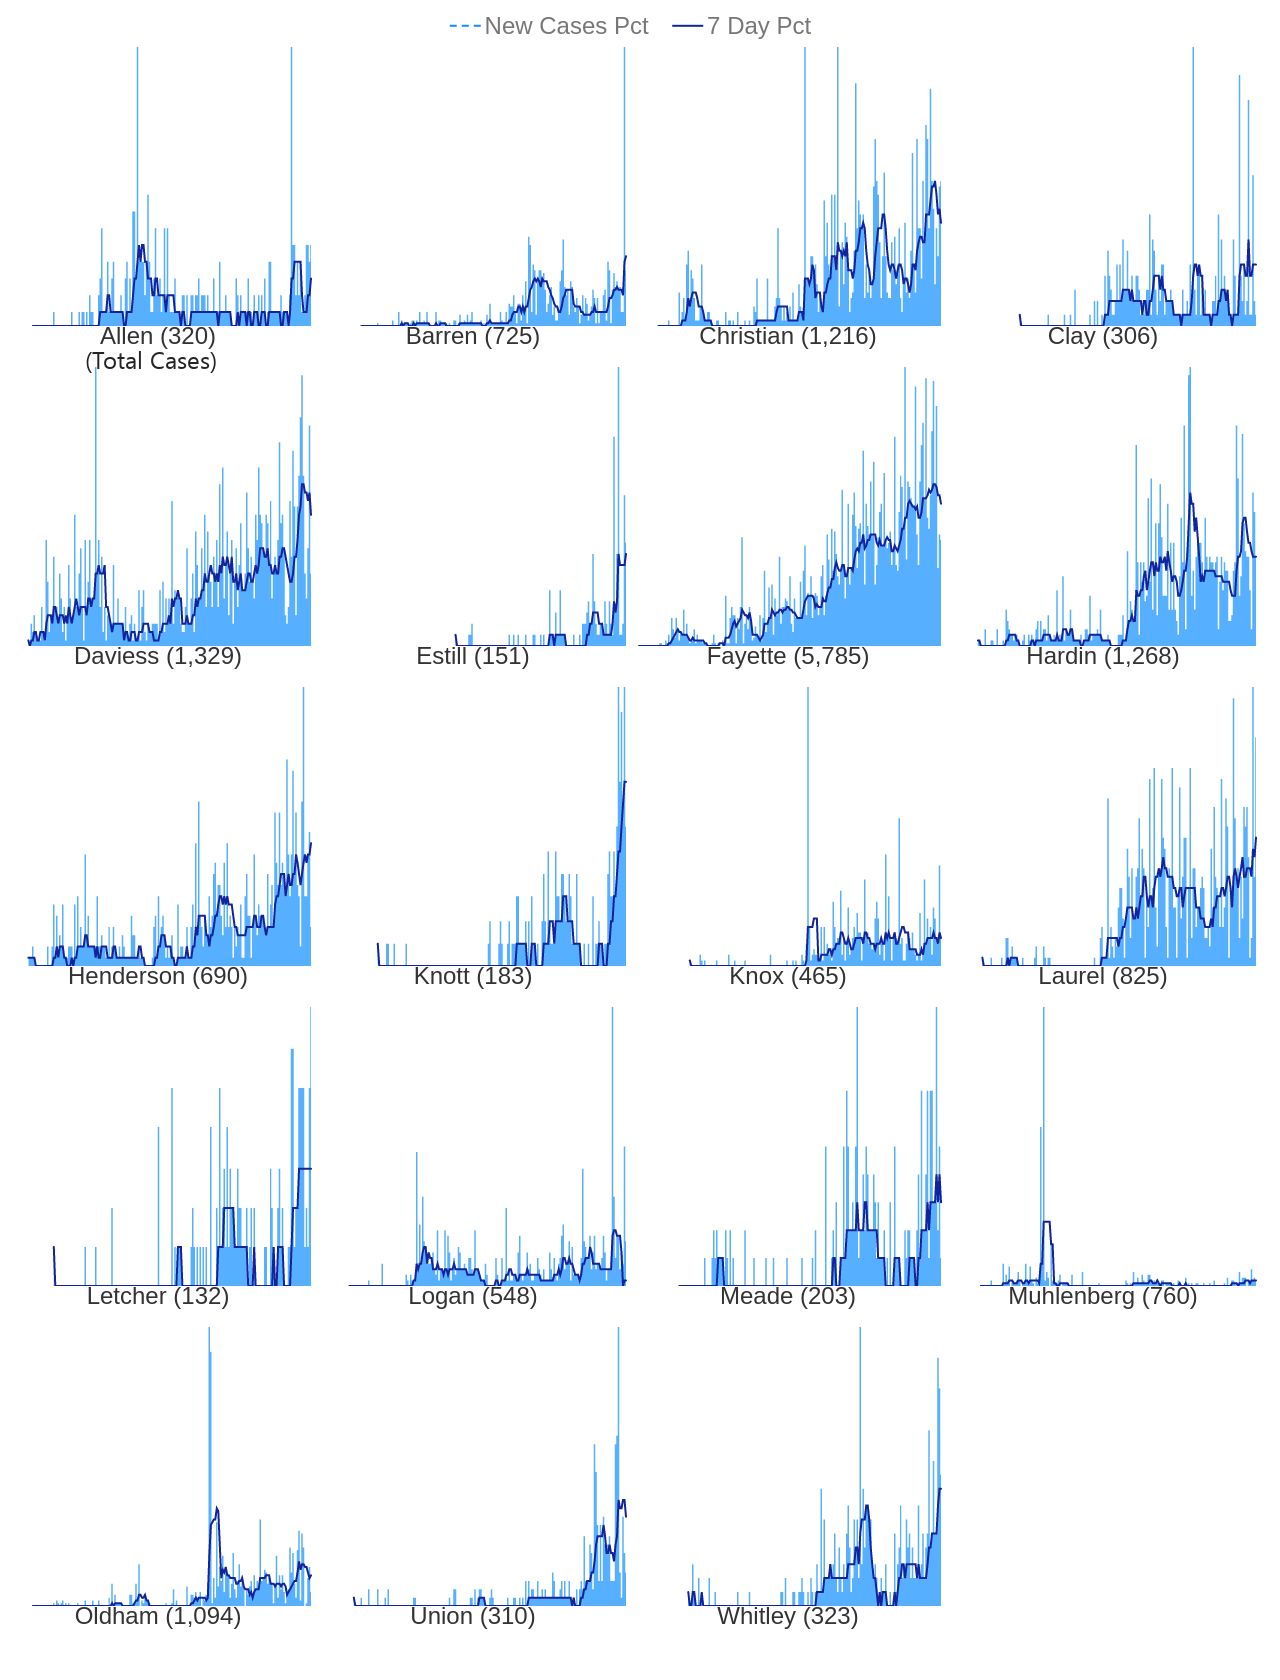 New Cases Pct 7 Day Pct
Allen (320) Barren (725) Christian (1,216) Clay (306)
(Total Cases)
Daviess (1,329) Estill (151) Fayette (5,785) Hardin (1,268)
Henderson (690) Knott (183) Knox (465) Laurel (825)
Letcher (132) Logan (548) Meade (203) Muhlenberg (760)
Oldham (1,094) Union (310) Whitley (323)